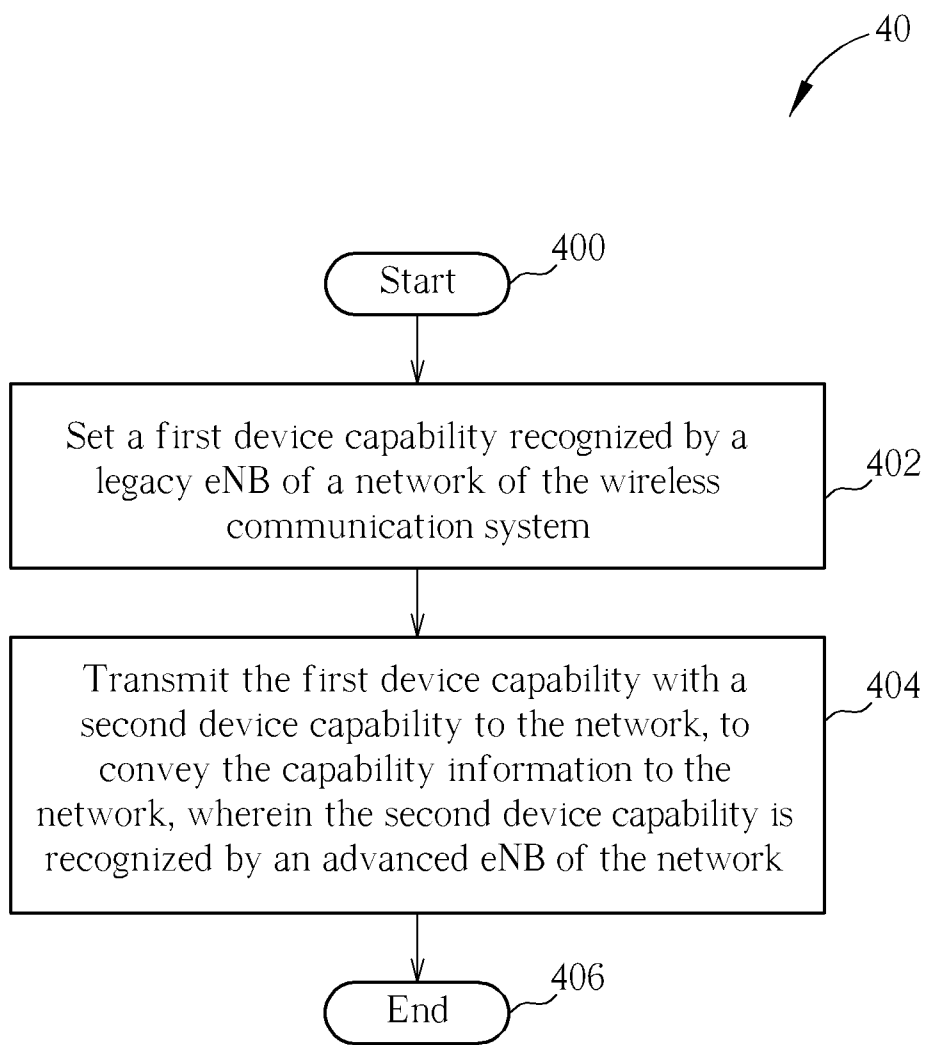 40
Start
400
Set a first device capability recognized by a
legacy eNB of a network of the wireless
communication system
402
Transmit the first device capability with a
second device capability to the network, to
convey the capability information to the
network, wherein the second device capability is
recognized by an advanced eNB of the network
404
End
406